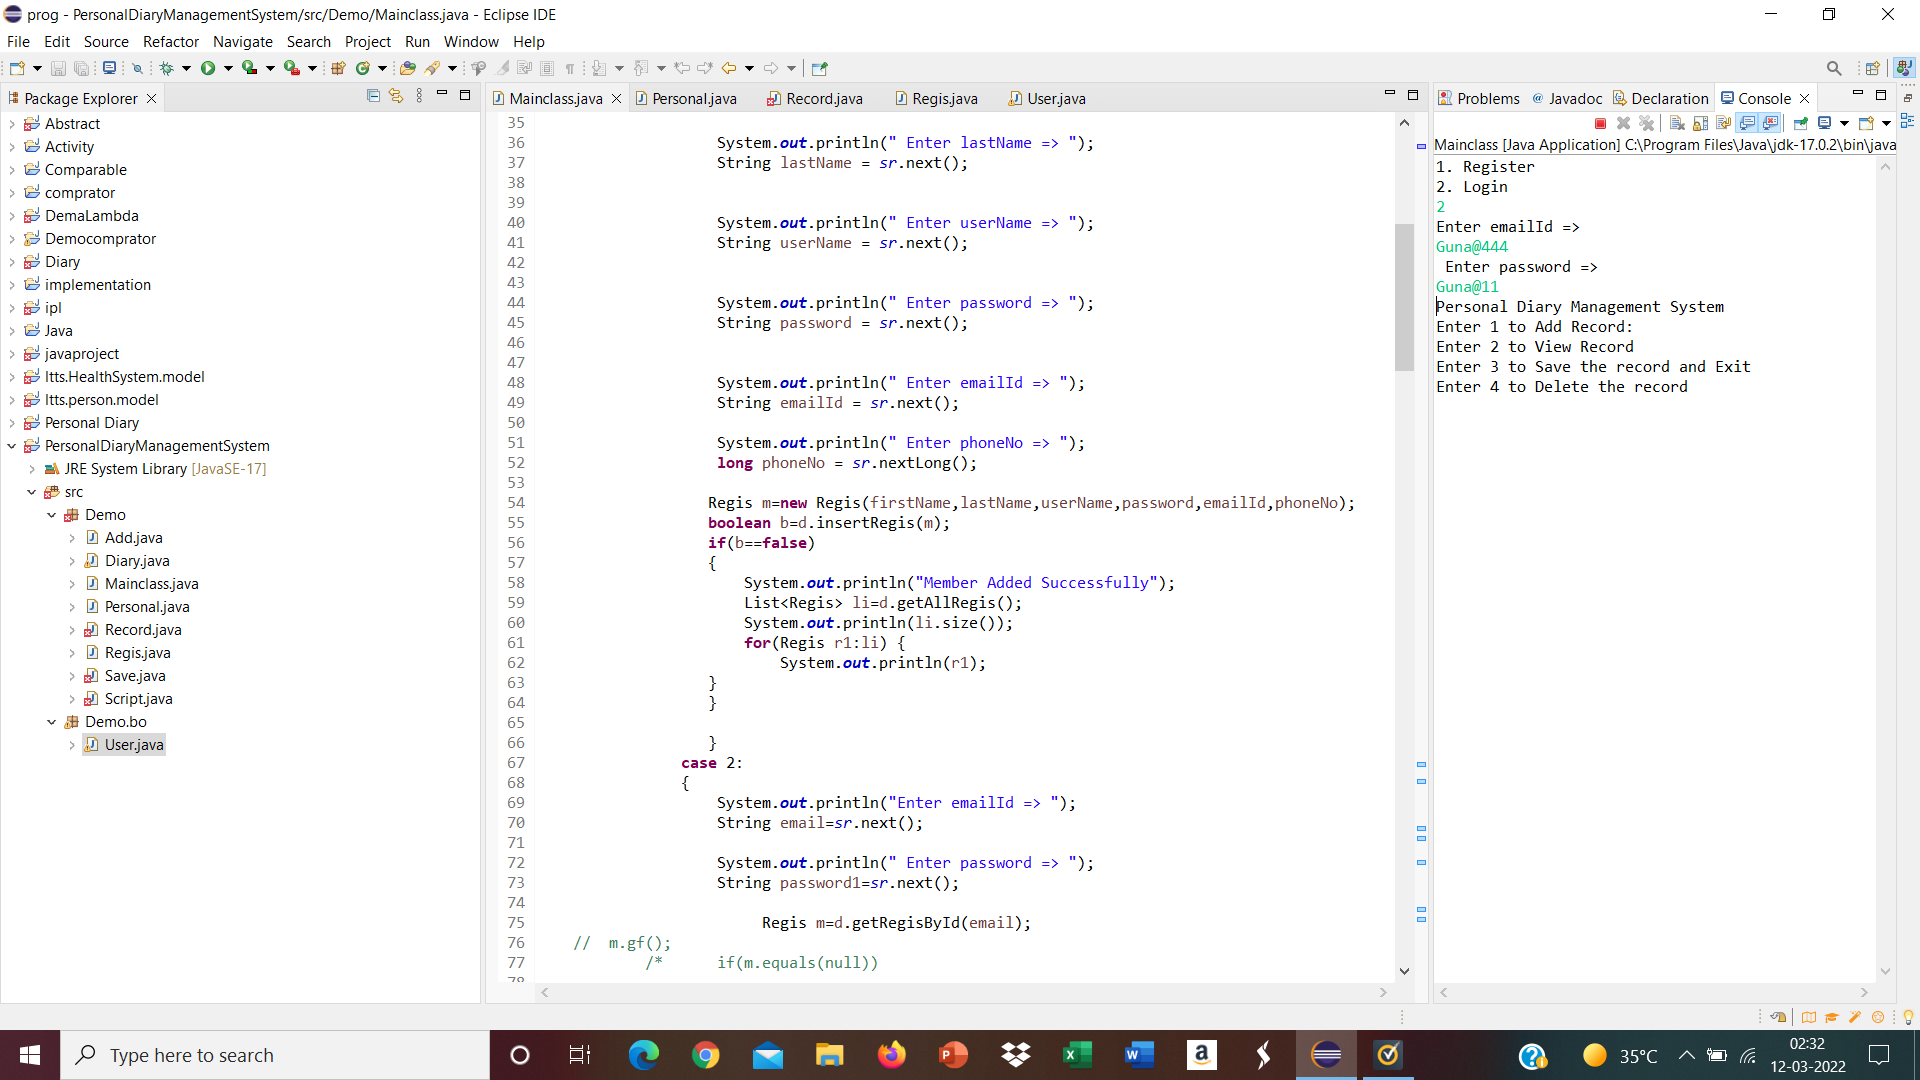 prog - PersonalDiaryManagementSystem/src/Demo/Mainclass.java - Eclipse IDE
File Edit Source Refactor Navigate Search Project Run Window Help
Package Explorer
Abstract
Activity
Comparable
comprator
DemaLambda
Democomprator
Diary
implementation
ipl
Java
javaproject
ltts.HealthSystem.model
ltts.person.model
Personal Diary
PersonalDiaryManagementSystem
JRE System Library [JavaSE-17]
src
Demo
Add.java
Diary.java
Mainclass.java
Personal.java
Record.java
Regis.java
Save.java
Script.java
Demo.bo
User.java
Mainclass.java Personal.java Record.java Regis.java User.java
35
36 System.out.println(" Enter lastName => ");
37 String lastName = sr.next();
38
39
40 System.out.println(" Enter userName => ");
41 String userName = sr.next();
42
43
44 System.out.println(" Enter password => ");
45 String password = sr.next();
46
47
48 System.out.println(" Enter emailId => ");
49 String emailId = sr.next();
50
51 System.out.println(" Enter phoneNo => ");
52 long phoneNo = sr.nextLong();
53
54 Regis m=new Regis(firstName,lastName,userName,password,emailId,phoneNo);
55 boolean b=d.insertRegis(m);
56 if(b==false)
57 {
58 System.out.println("Member Added Successfully");
59 List<Regis> li=d.getAllRegis();
60 System.out.println(li.size());
61 for(Regis r1:li) {
62 System.out.println(r1);
63 }
64 }
65
66 }
67 case 2:
68 {
69 System.out.println("Enter emailId => ");
70 String email=sr.next();
71
72 System.out.println(" Enter password => ");
73 String password1=sr.next();
74
75 Regis m=d.getRegisById(email);
76 // m.gf();
77 /* if(m.equals(null))
78
Problems @ Javadoc Declaration Console
Mainclass [Java Application] C:\Program Files\Java\jdk-17.0.2\bin\java
1. Register
2. Login
2
Enter emailId =>
Guna@444
Enter password =>
Guna@11
Personal Diary Management System
Enter 1 to Add Record:
Enter 2 to View Record
Enter 3 to Save the record and Exit
Enter 4 to Delete the record
Type here to search
35°C
02:32
12-03-2022